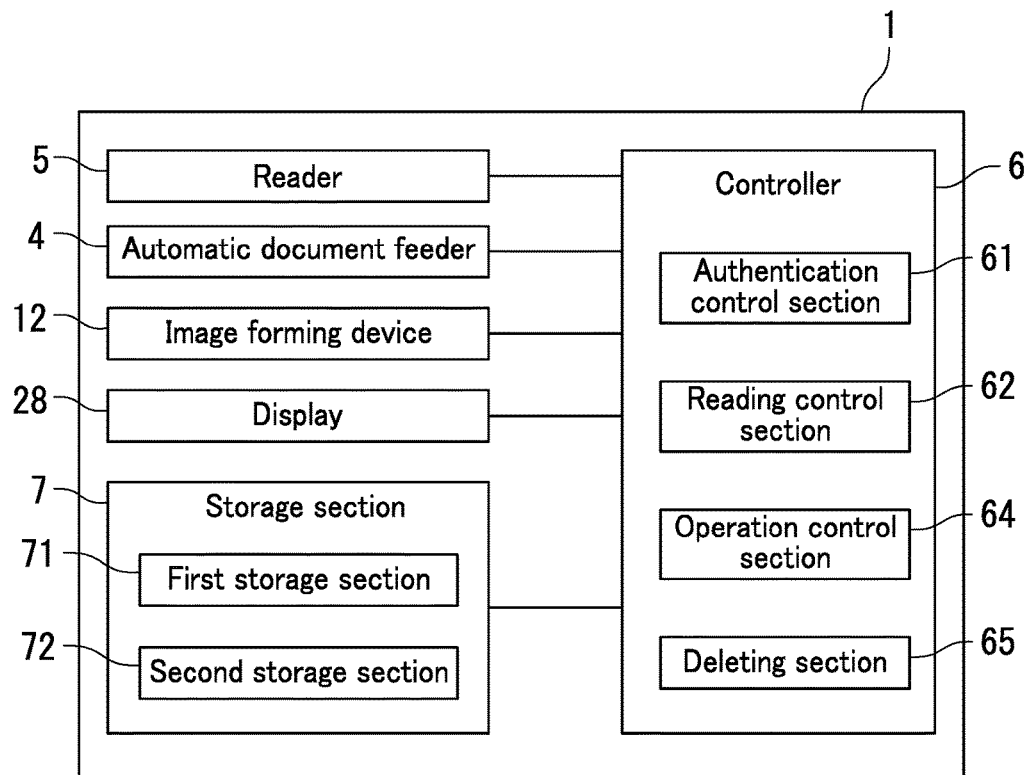 1
5
Reader
4
Automatic document feeder
12
Image forming device
28
Display
7
Storage section
71
First storage section
72
Second storage section
Controller
6
Authentication
control section
61
Reading control
section
62
Operation control
section
64
Deleting section
65